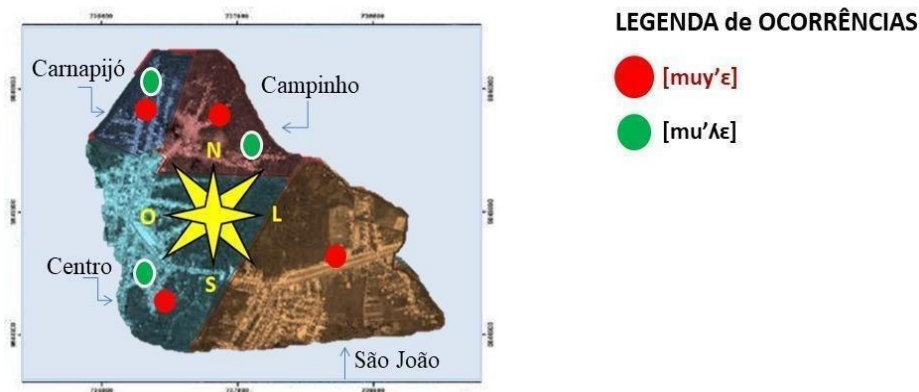 LEGENDA de OCORRÊNCIAS
[muy’ɛ]
[mu’ʎɛ]
Carnapijó
Campinho
N
O
L
S
Centro
São João